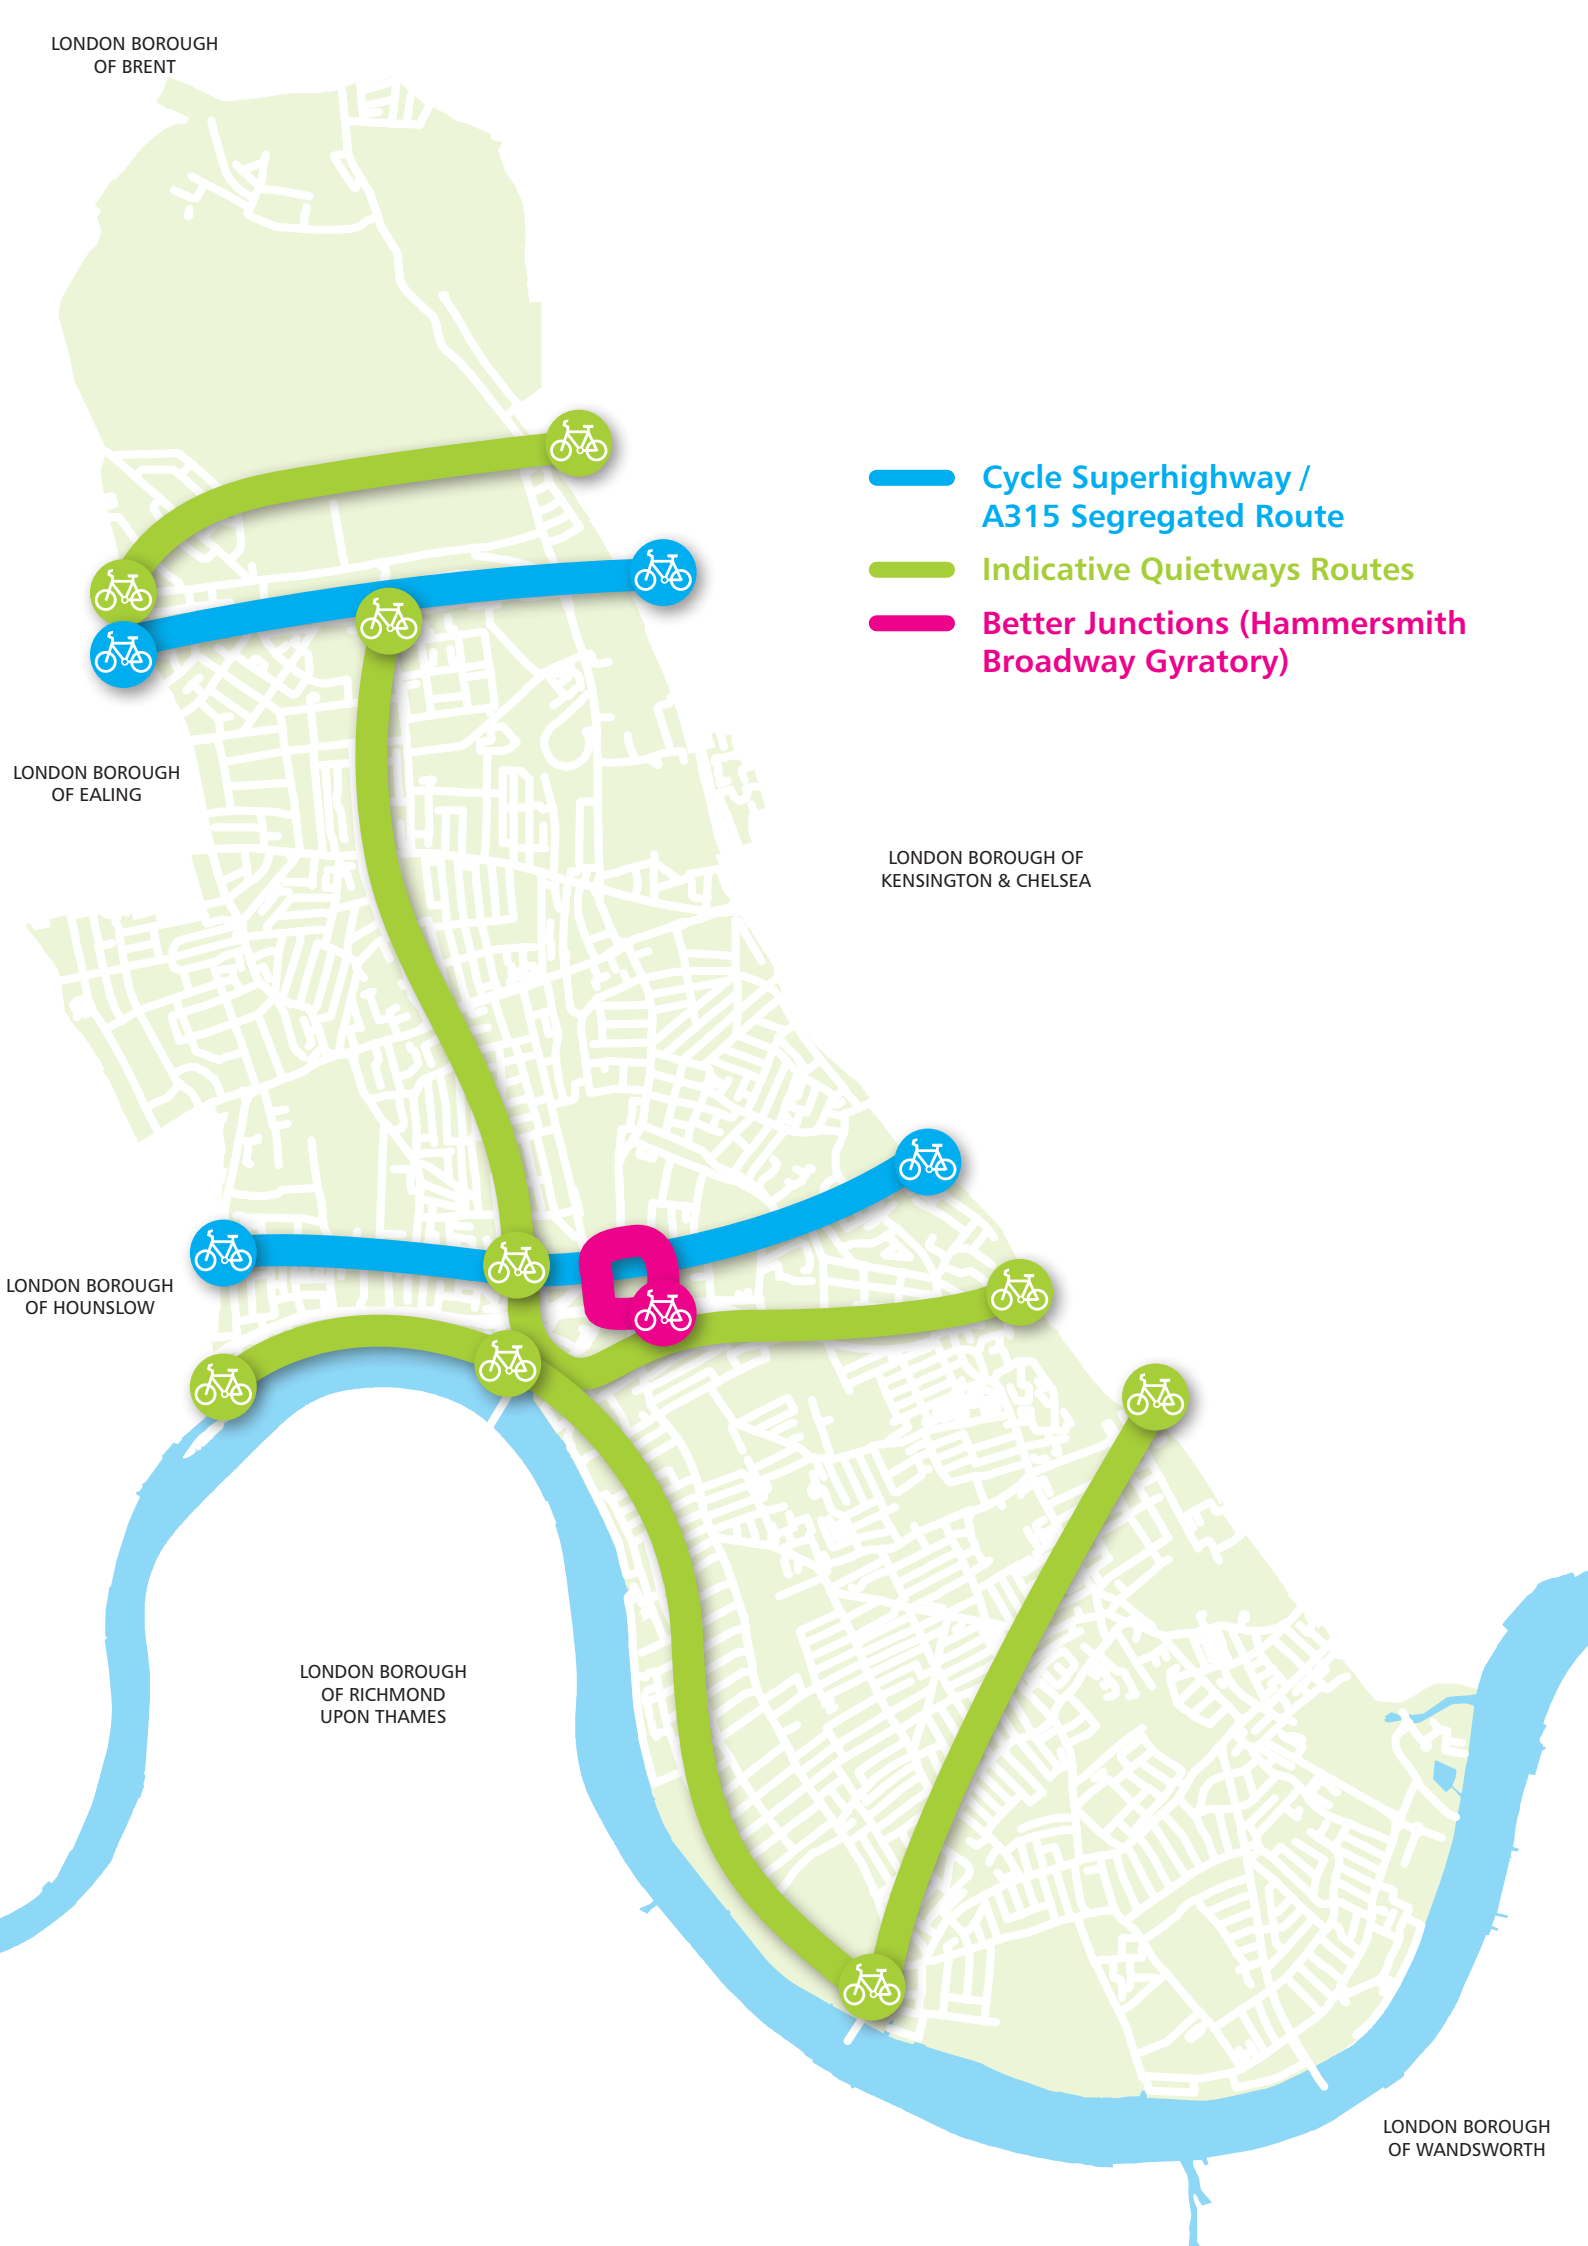 LONDON BOROUGH
OF BRENT
Cycle Superhighway /
A315 Segregated Route
Indicative Quietways Routes
Better Junctions (Hammersmith
Broadway Gyratory)
LONDON BOROUGH
OF EALING
LONDON BOROUGH OF
KENSINGTON & CHELSEA
LONDON BOROUGH
OF HOUNSLOW
LONDON BOROUGH
OF RICHMOND
UPON THAMES
LONDON BOROUGH
OF WANDSWORTH